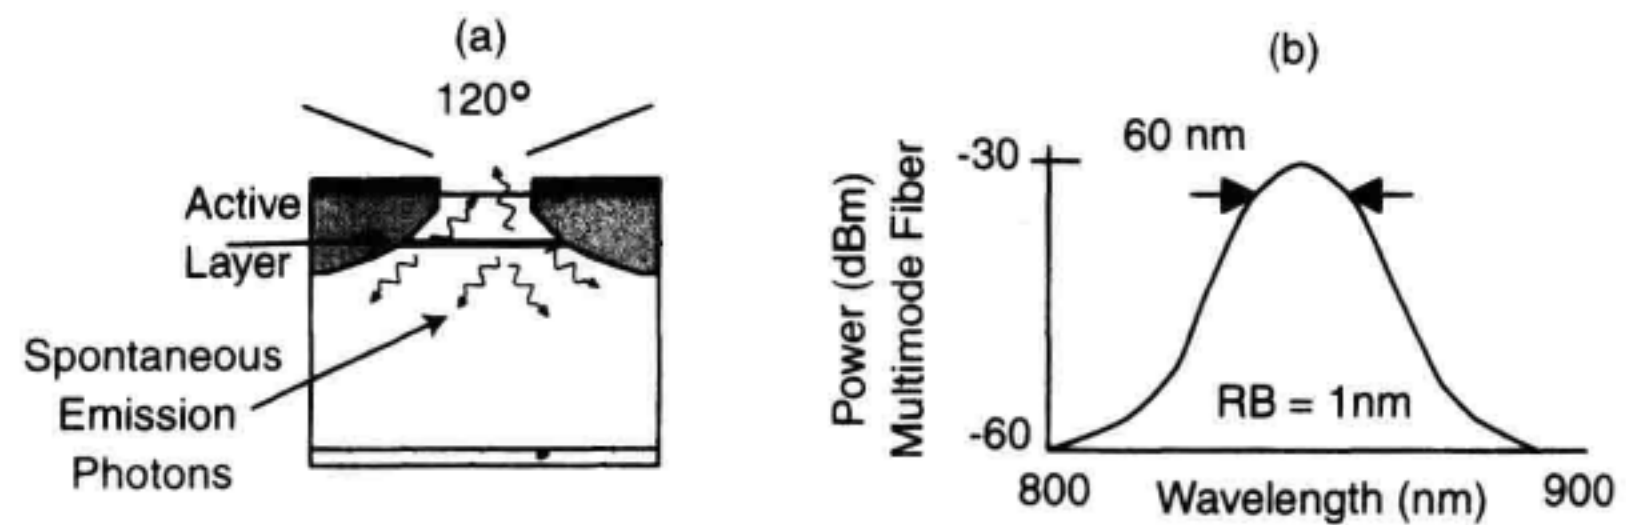 (a)
120°
Active
Layer
Spontaneous
Emission
Photons
(b)
60 nm
-30
Power (dBm)
Multimode Fiber
RB = 1nm
-60
800
Wavelength (nm)
900